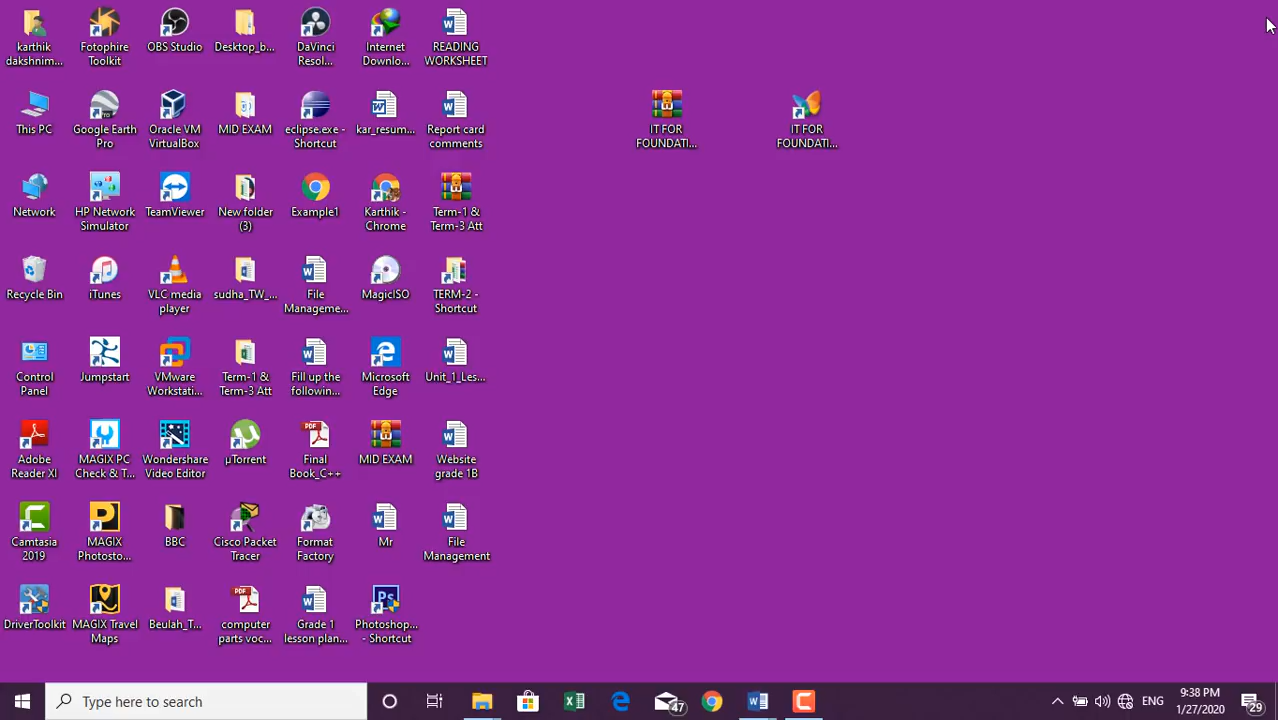 karthik
dakshnim...
Fotophire
Toolkit
OBS Studio
Desktop_b...
DaVinci
Resol...
Internet
Downlo...
READING
WORKSHEET
This PC
Google Earth
Pro
Oracle VM
VirtualBox
MID EXAM
eclipse.exe -
Shortcut
kar_resum...
Report card
comments
IT FOR
FOUNDATI...
IT FOR
FOUNDATI...
Network
HP Network
Simulator
TeamViewer
New folder
(3)
Example1
Karthik -
Chrome
Term-1 &
Term-3 Att
Recycle Bin
iTunes
VLC media
player
sudha_TW_...
File
Manageme...
MagicISO
TERM-2 -
Shortcut
Control
Panel
Jumpstart
VMware
Workstati...
Term-1 &
Term-3 Att
Fill up the
followin...
Microsoft
Edge
Unit_1_Les...
Adobe
Reader XI
MAGIX PC
Check & T...
Wondershare
Video Editor
µTorrent
Final
Book_C++
MID EXAM
Website
grade 1B
Camtasia
2019
MAGIX
Photosto...
BBC
Cisco Packet
Tracer
Format
Factory
Mr
File
Management
DriverToolkit
MAGIX Travel
Maps
Beulah_T...
computer
parts voc...
Grade 1
lesson plan...
Photoshop...
- Shortcut
Type here to search
47
ENG
9:38 PM
1/27/2020
29